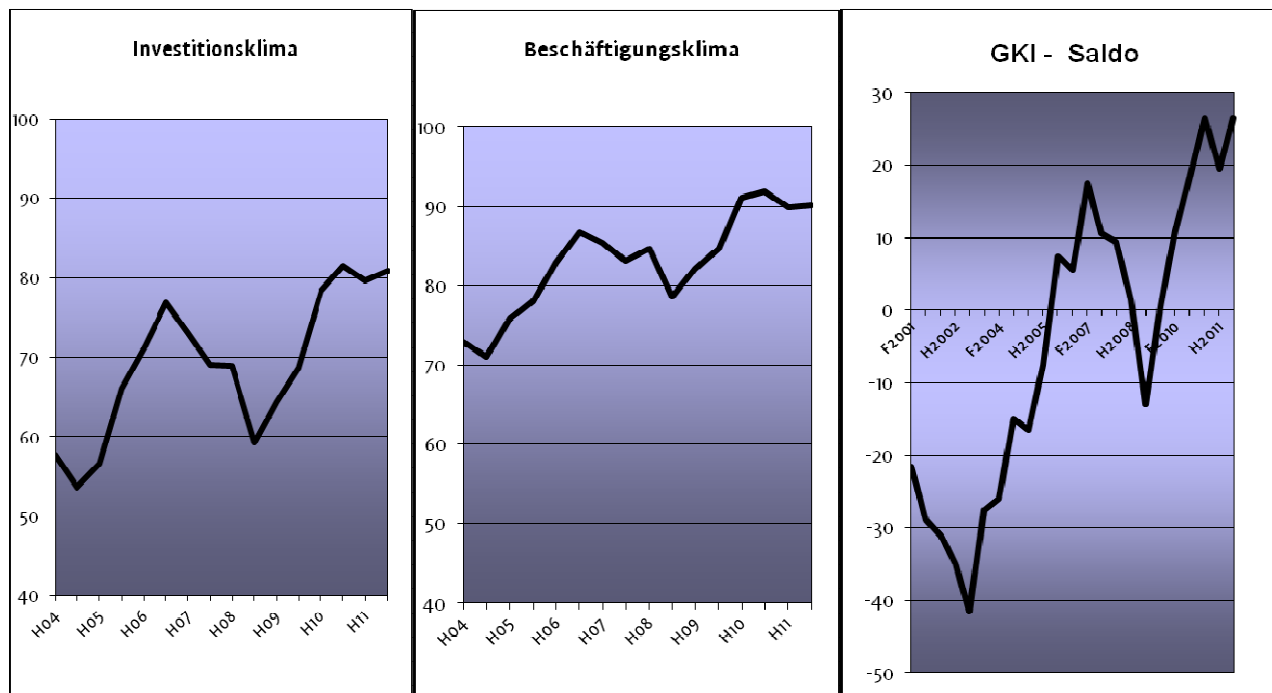 Investitionsklima
100
90
80
70
60
50
40
H04
H05
H06
H07
H08
H09
H10
H11
Beschäftigungsklima
100
90
80
70
60
50
40
H04
H05
H06
H07
H08
H09
H10
H11
GKI - Saldo
30
20
10
0
-10
-20
-30
-40
-50
F2001
H2002
F2004
H2005
F2007
H2008
F2010
H2011